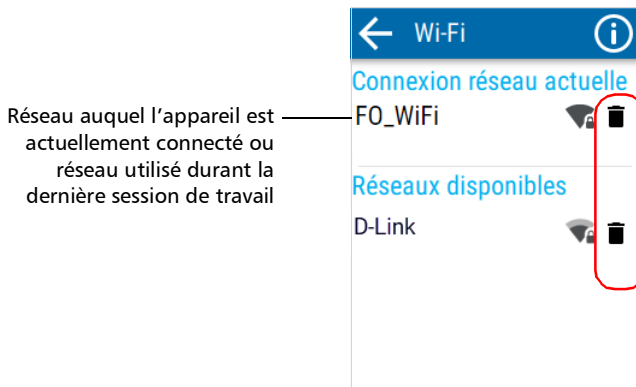 Wi-Fi
Connexion réseau actuelle
Réseau auquel l'appareil est
actuellement connecté ou
réseau utilisé durant la
dernière session de travail
FO_WiFi
Réseaux disponibles
D-Link